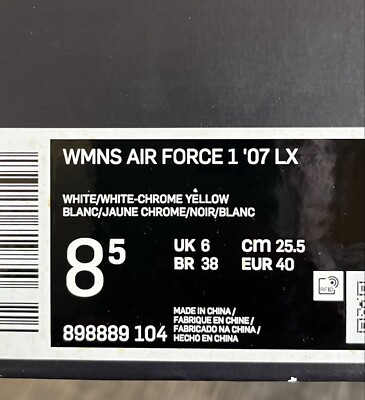 WMNS AIR FORCE 1 '07 LX
WHITE/WHITE-CHROME YELLOW
BLANC/JAUNE CHROME/NOIR/BLANC
8⁵
UK 6 cm 25.5
BR 38 EUR 40
RFID
MADE IN CHINA/
FABRIQUE EN CHINE/
FABRICADO NA CHINA/
HECHO EN CHINA
898889 104